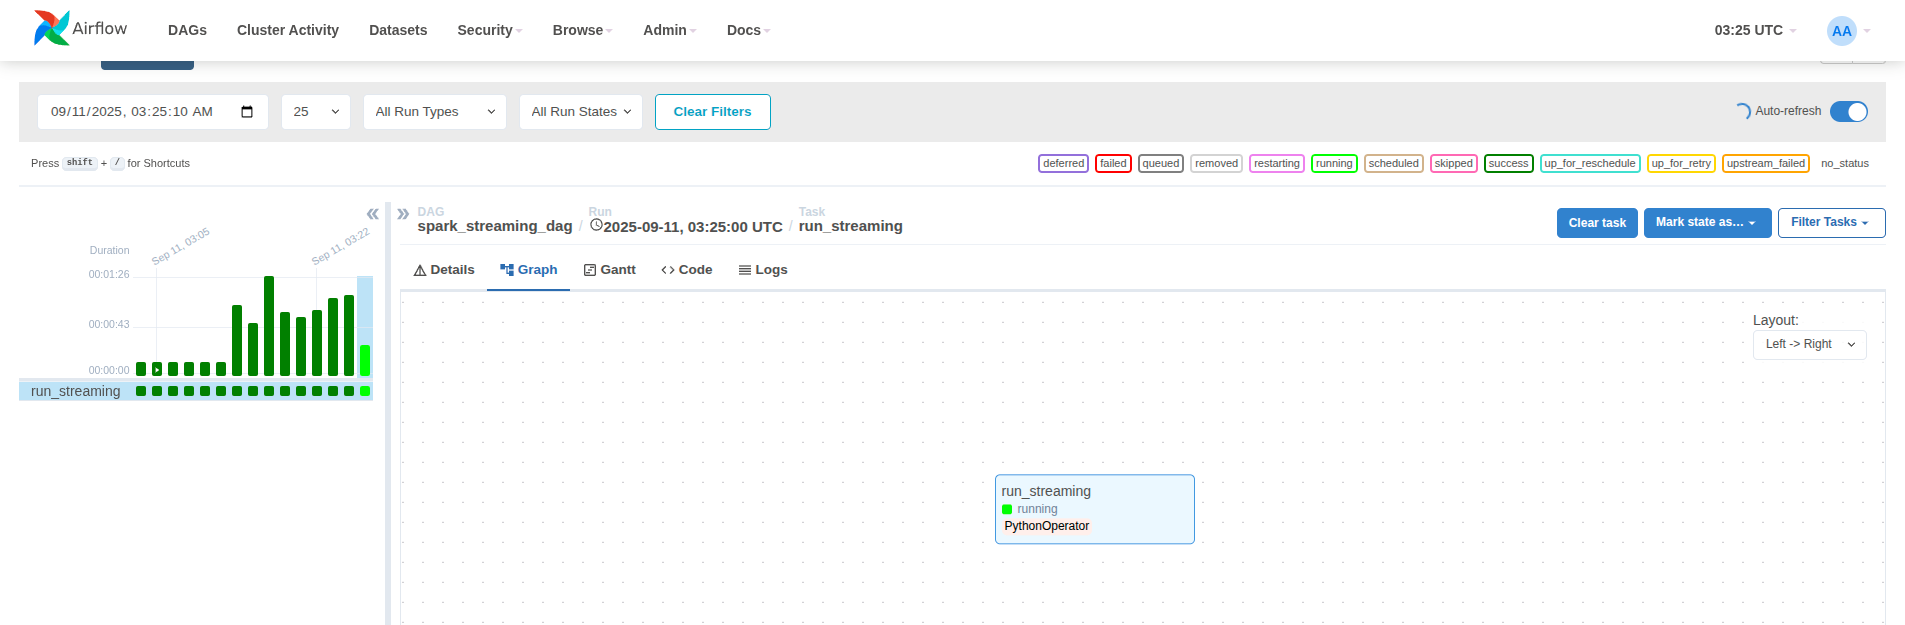 Airflow DAGs Cluster Activity Datasets Security Browse Admin Docs 03:25 UTC AA
09/11/2025, 03:25:10 AM 25 All Run Types All Run States Clear Filters Auto-refresh
Press shift + / for Shortcuts deferred failed queued removed restarting running scheduled skipped success up_for_reschedule up_for_retry upstream_failed no_status
« » DAG Run Task
spark_streaming_dag / 2025-09-11, 03:25:00 UTC / run_streaming
Clear task Mark state as... Filter Tasks
Sep 11, 03:05 Sep 11, 03:22
Duration
00:01:26
00:00:43
00:00:00
run_streaming
Details Graph Gantt Code Logs
Layout:
Left -> Right
run_streaming
running
PythonOperator